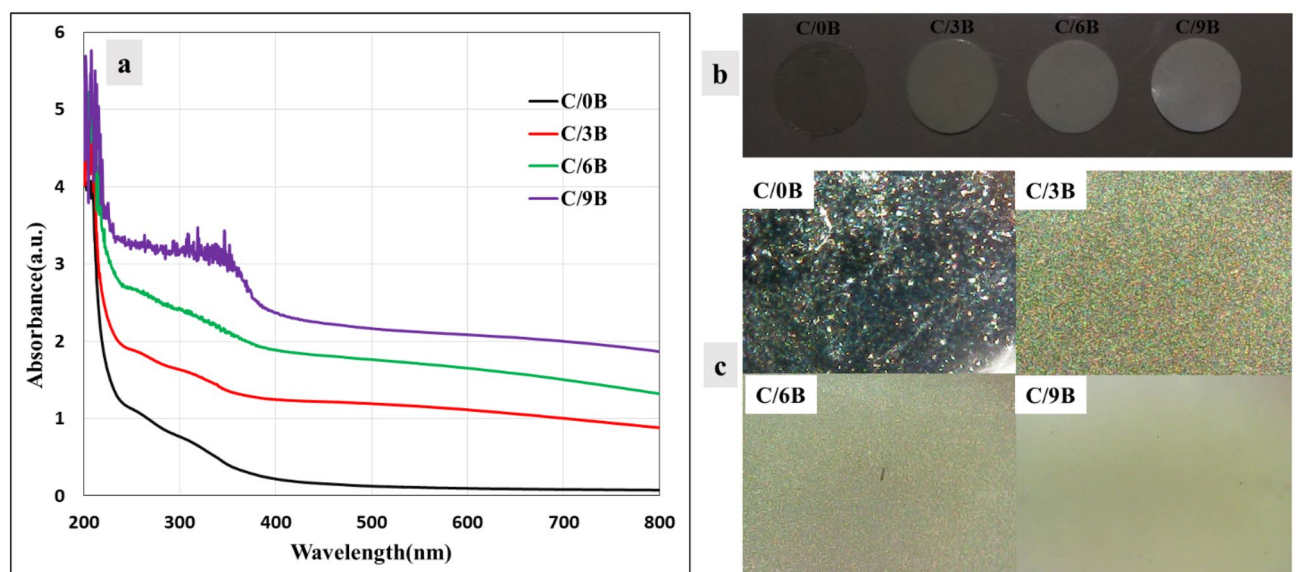 a
Absorbance(a.u.)
6
5
4
3
2
1
0
C/0B
C/3B
C/6B
C/9B
200 300 400 500 600 700 800
Wavelength(nm)
b
C/0B C/3B C/6B C/9B
c
C/0B C/3B
C/6B C/9B